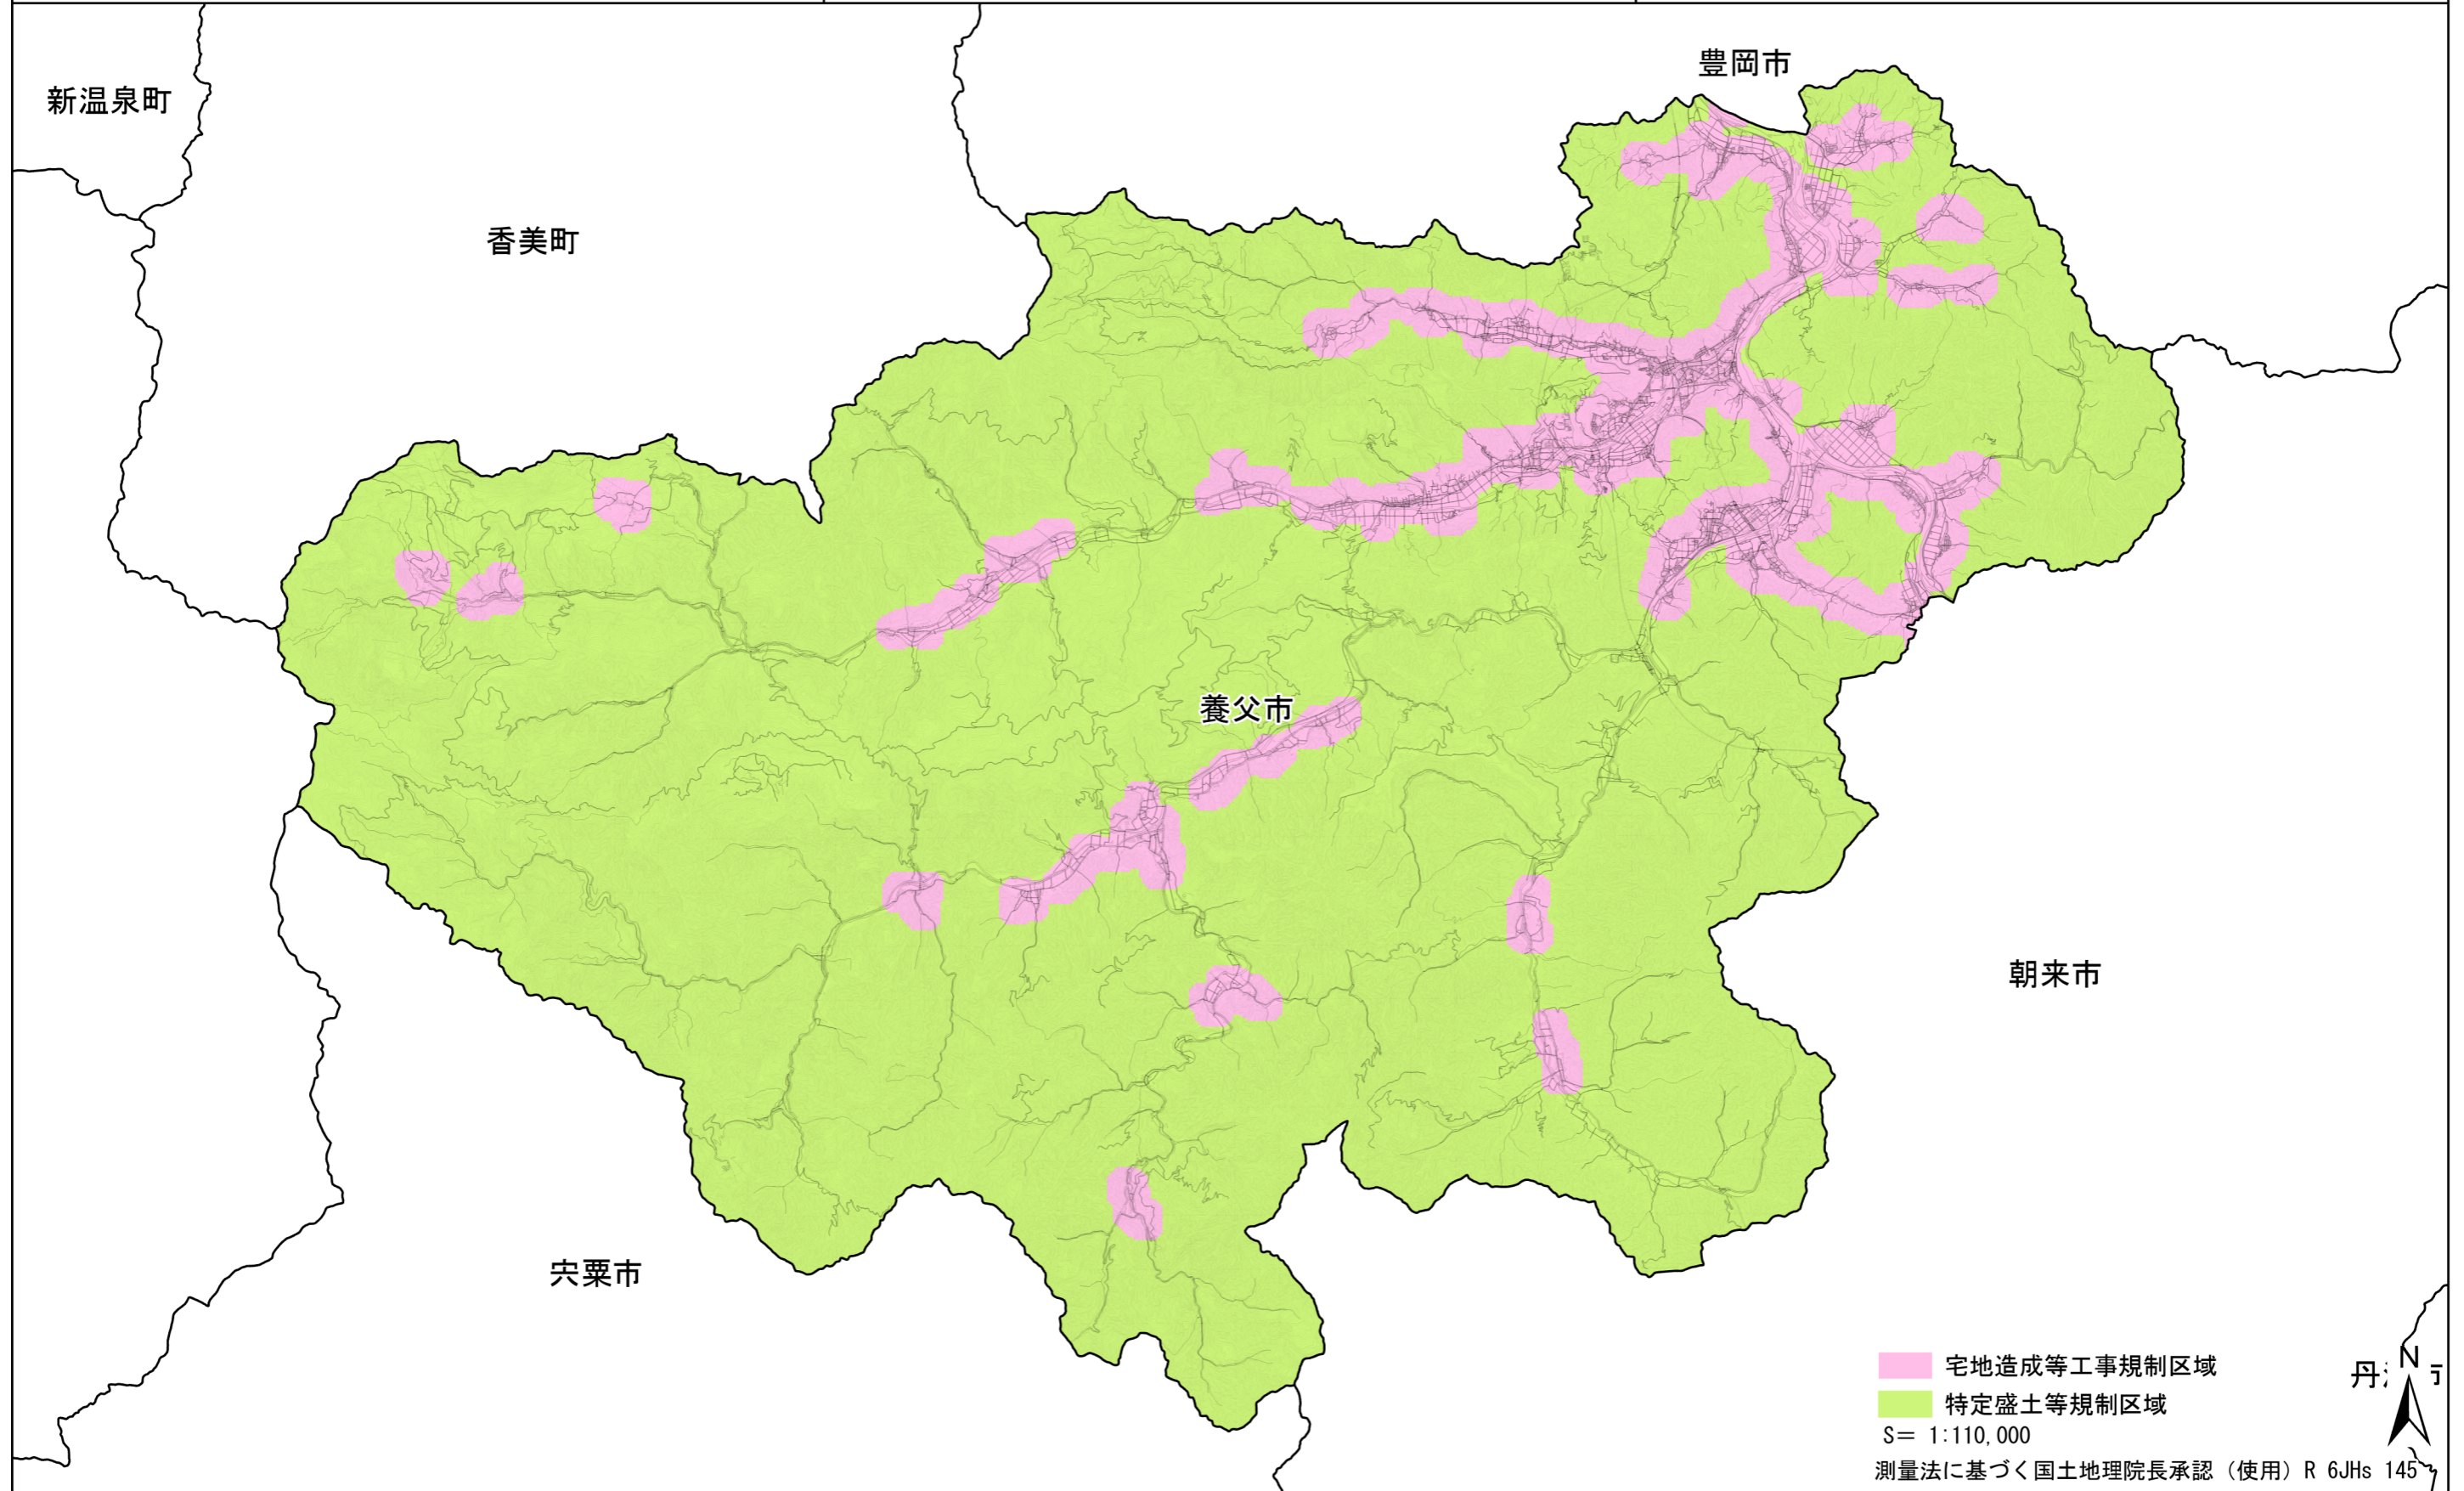 豊岡市
新温泉町
香美町
養父市
朝来市
宍粟市
宅地造成等工事規制区域
特定盛土等規制区域
丹
N
S＝ 1:110,000
測量法に基づく国土地理院長承認（使用）R 6JHs 145